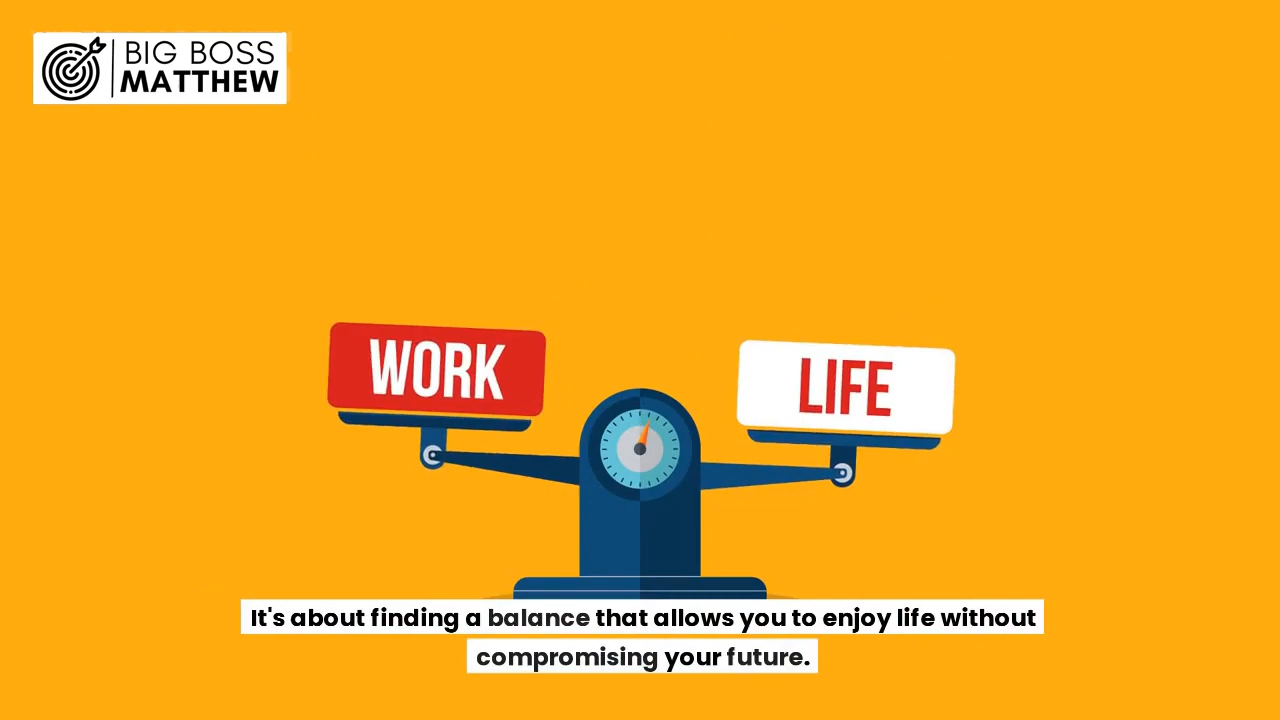 BIG BOSS
MATTHEW
WORK
LIFE
It's about finding a balance that allows you to enjoy life without
compromising your future.